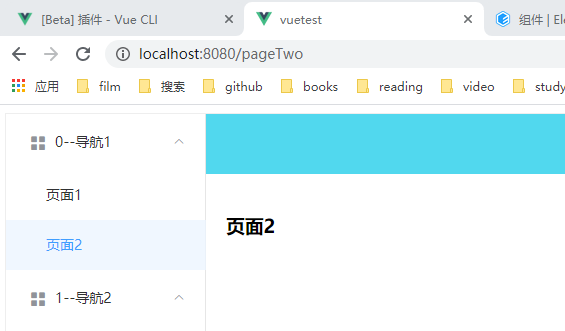 [Beta] 插件 - Vue CLI
vuetest
组件 | Ele
localhost:8080/pageTwo
应用 film 搜索 github books reading video study
0--导航1
页面1
页面2
1--导航2
页面2